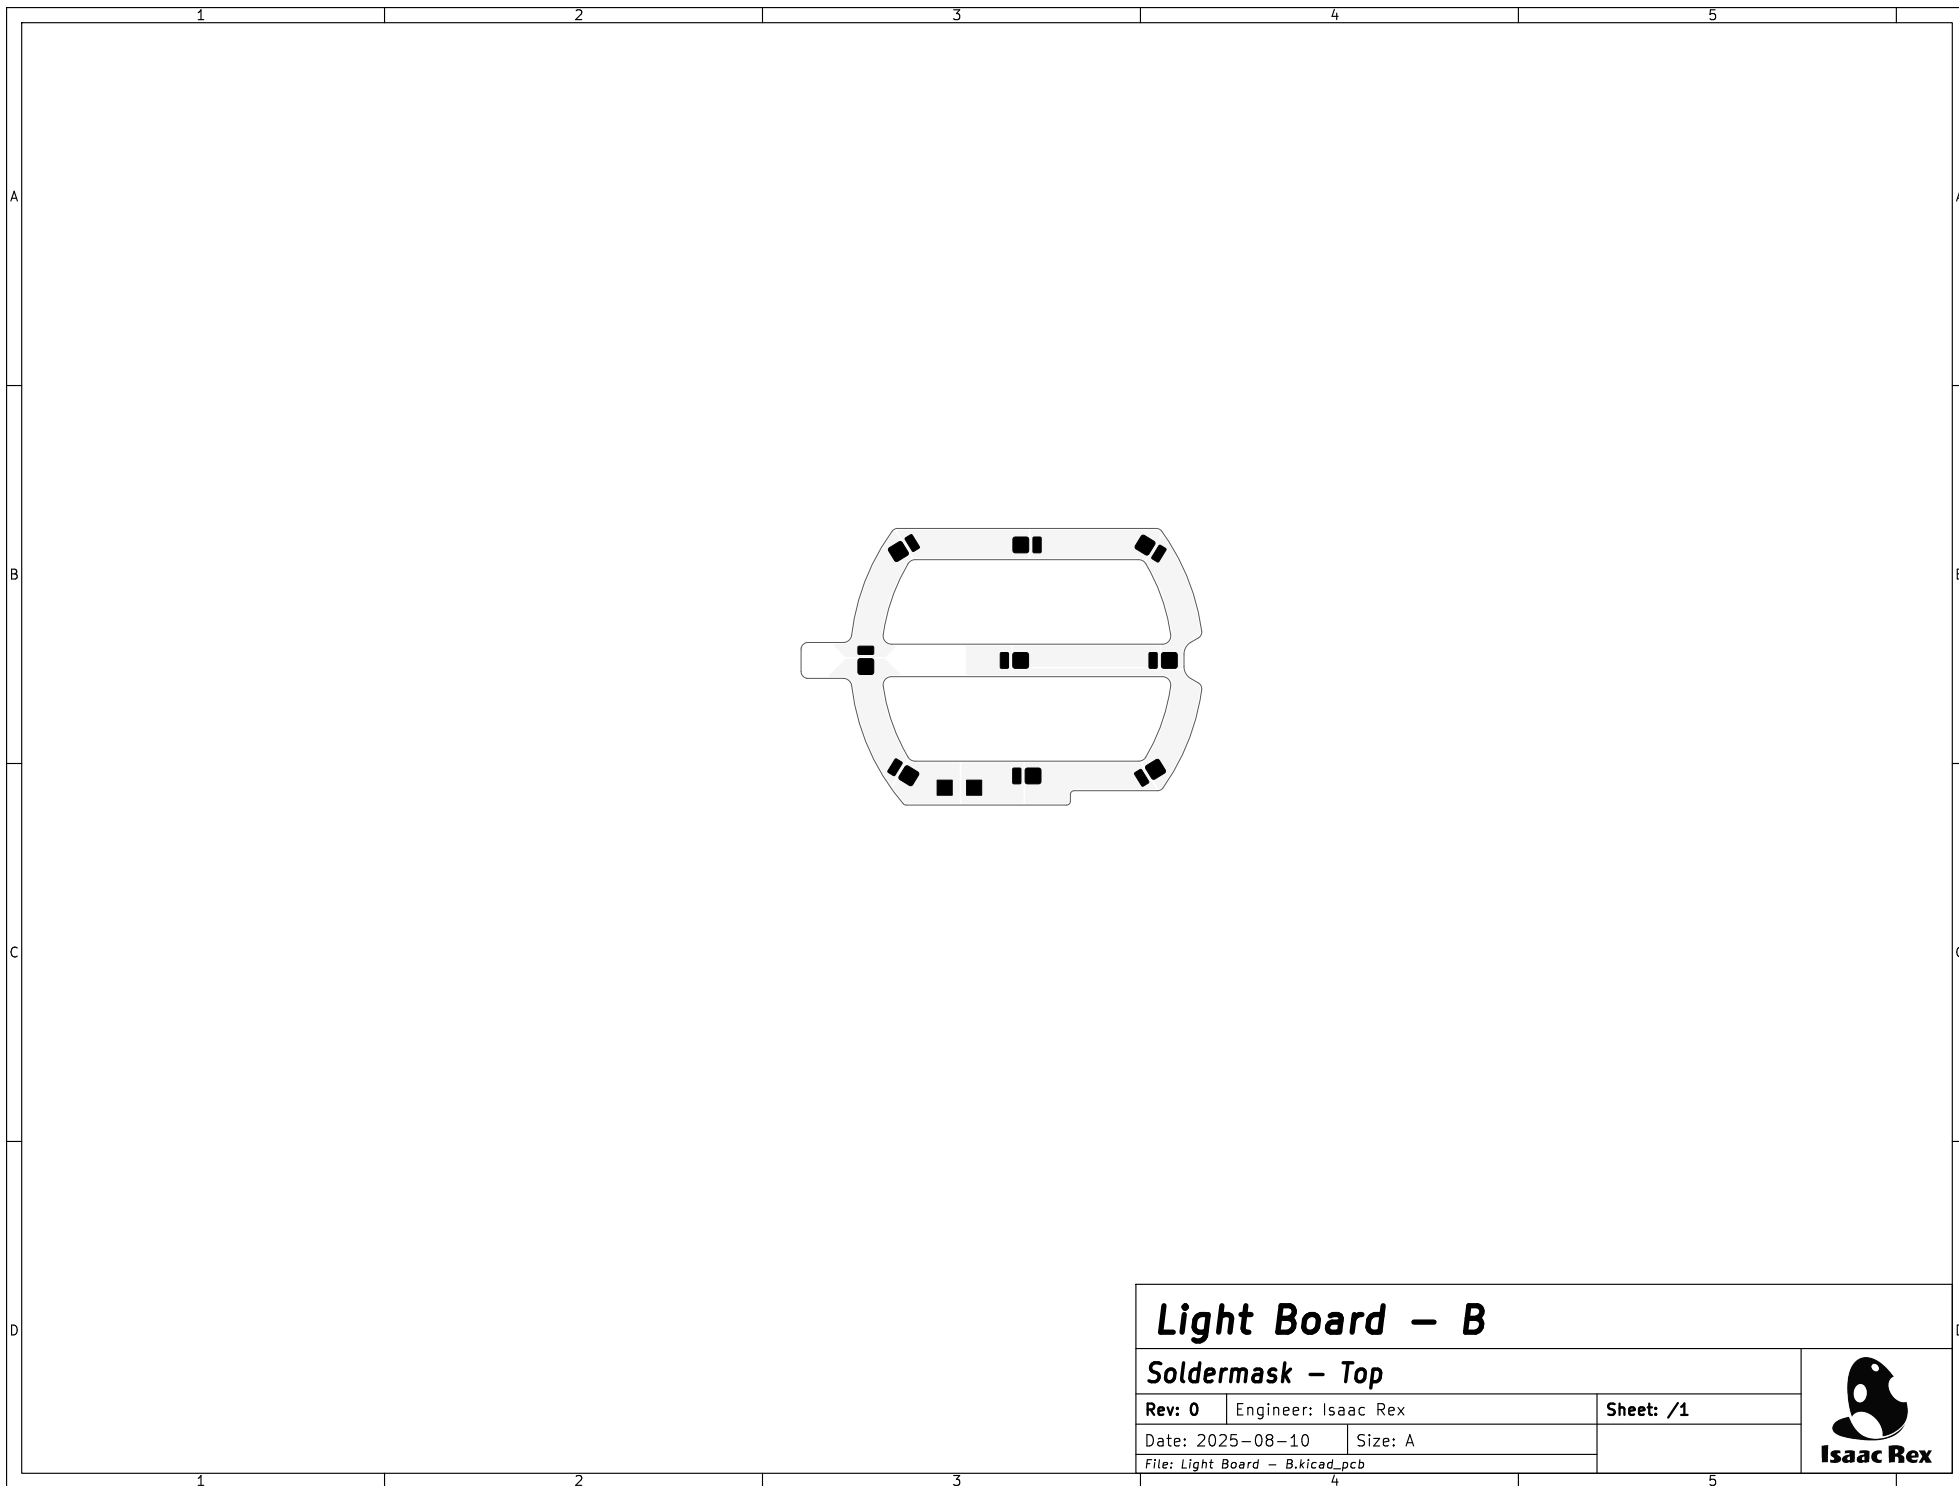 1 2 3 4 5
A A
B B
C C
D D
Light Board – B
Soldermask – Top
Rev: 0 Engineer: Isaac Rex Sheet: /1
Date: 2025–08–10 Size: A
File: Light Board – B.kicad_pcb
Isaac Rex
1 2 3 4 5